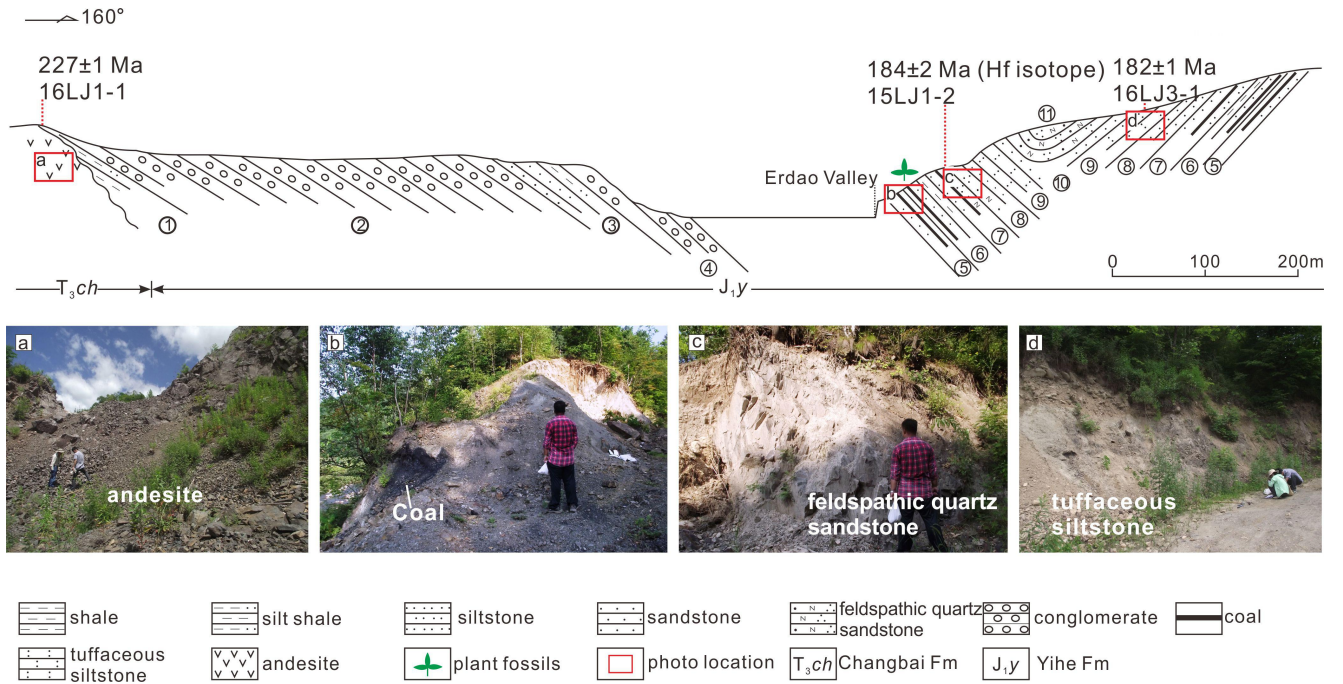 160°
227±1 Ma
16LJ1-1
184±2 Ma (Hf isotope)
15LJ1-2
182±1 Ma
16LJ3-1
Erdao Valley
a
b
c
d
①
②
③
④
⑤
⑥
⑦
⑧
⑨
⑩
⑪
⑨
⑧
⑦
⑥
⑤
0 100 200m
T₃ch
J₁y
a
andesite
b
Coal
c
feldspathic quartz
sandstone
d
tuffaceous
siltstone
shale
silt shale
siltstone
sandstone
feldspathic quartz
sandstone
conglomerate
coal
tuffaceous
siltstone
andesite
plant fossils
photo location
T₃ch Changbai Fm
J₁y Yihe Fm
N
N
N
N
N
N
N
N